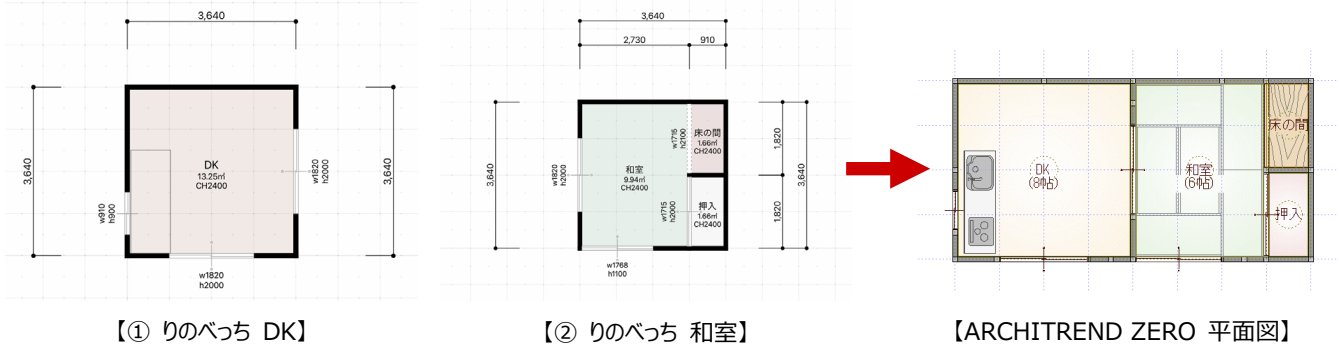 3,640
3,640
DK
13.25㎡
CH2400
w910
h900
w1820
h2000
3,640
w1820
h2000
【① りのべっち DK】
3,640
2,730
910
3,640
w1820
h2000
和室
9.94㎡
CH2400
w1716
h2100
床の間
1.66㎡
CH2400
w1715
h2000
押入
1.66㎡
CH2400
1,820
1,820
3,640
w1768
h1100
【② りのべっち 和室】
DK
(8帖)
和室
(6帖)
床の間
押入
【ARCHITREND ZERO 平面図】